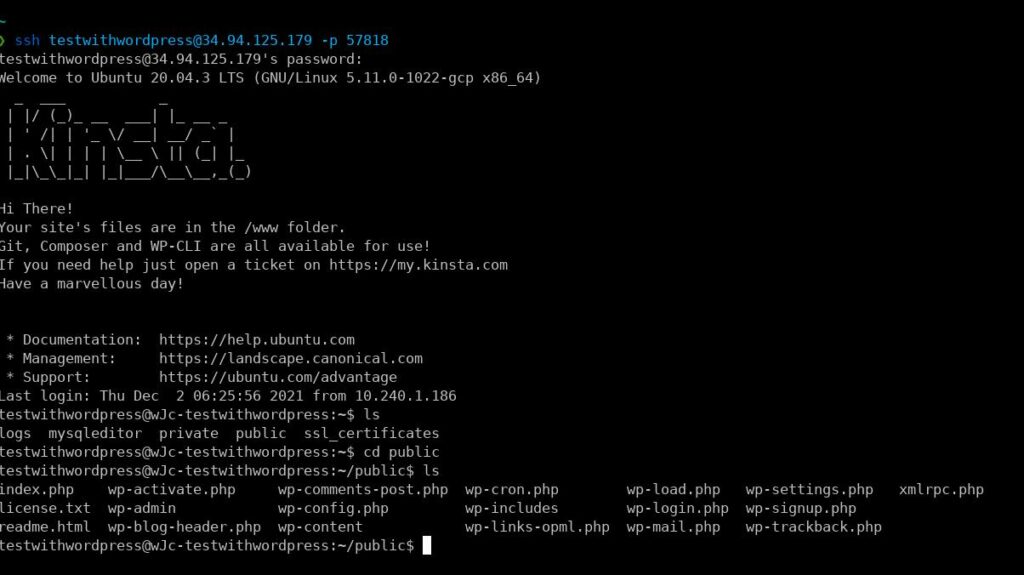 ~
❯ ssh testwithwordpress@34.94.125.179 -p 57818
testwithwordpress@34.94.125.179's password:
Welcome to Ubuntu 20.04.3 LTS (GNU/Linux 5.11.0-1022-gcp x86_64)
Kinsta.
Hi There!
Your site's files are in the /www folder.
Git, Composer and WP-CLI are all available for use!
If you need help just open a ticket on https://my.kinsta.com
Have a marvellous day!
* Documentation:  https://help.ubuntu.com
* Management:     https://landscape.canonical.com
* Support:        https://ubuntu.com/advantage
Last login: Thu Dec  2 06:25:56 2021 from 10.240.1.186
testwithwordpress@wJc-testwithwordpress:~$ ls
logs  mysqleditor  private  public  ssl_certificates
testwithwordpress@wJc-testwithwordpress:~$ cd public
testwithwordpress@wJc-testwithwordpress:~/public$ ls
index.php    wp-activate.php     wp-comments-post.php  wp-cron.php        wp-load.php   wp-settings.php   xmlrpc.php
license.txt  wp-admin            wp-config.php         wp-includes        wp-login.php  wp-signup.php
readme.html  wp-blog-header.php  wp-content            wp-links-opml.php  wp-mail.php   wp-trackback.php
testwithwordpress@wJc-testwithwordpress:~/public$